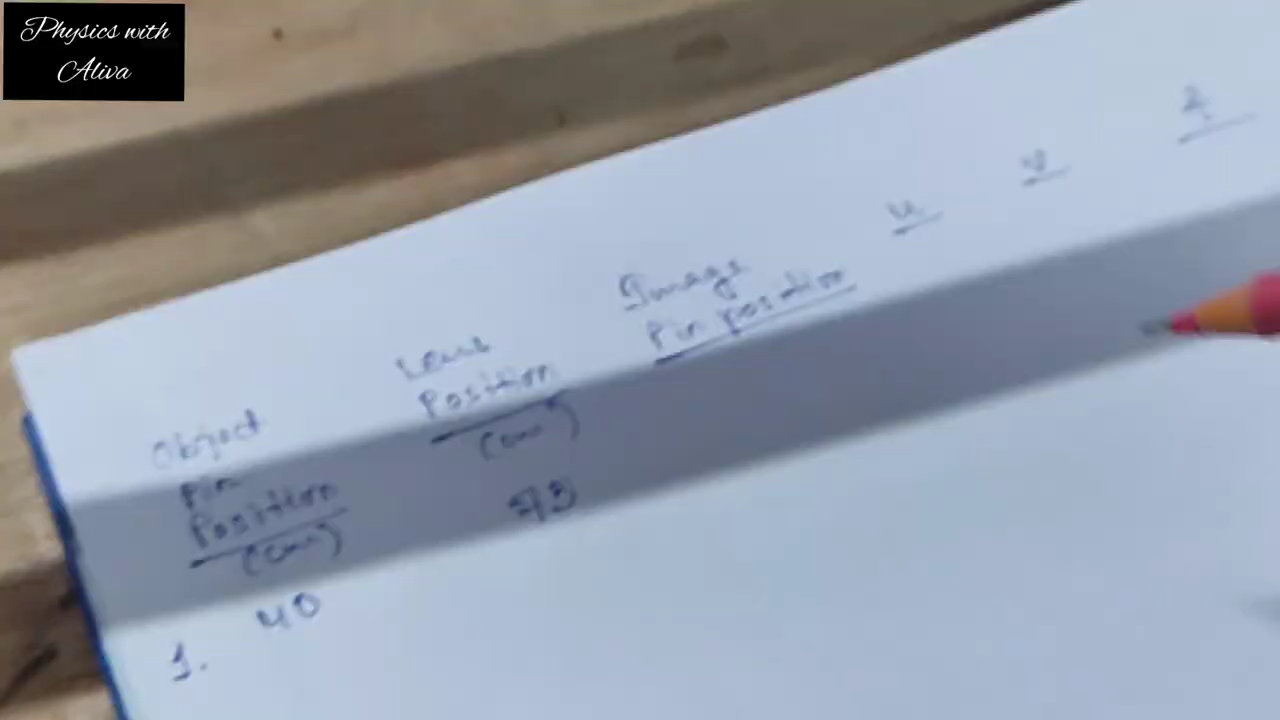 Physics with
Aliva
Object
Pin
Position
(cm)
Lens
Position
(cm)
Image
Pin position
u
v
f
1. 40